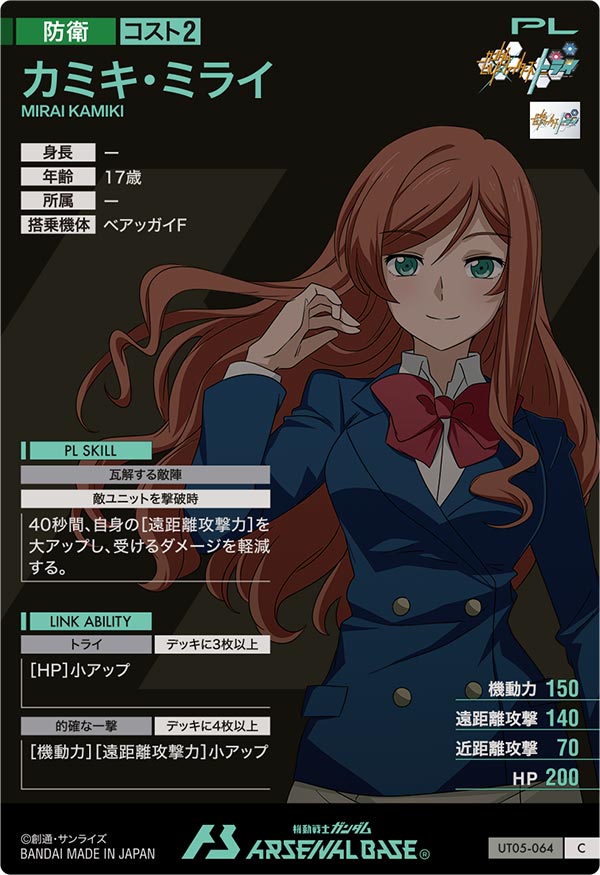 防衛 コスト2
PL
カミキ・ミライ
MIRAI KAMIKI
身長 ー
年齢 17歳
所属 ー
搭乗機体 ベアッガイF
PL SKILL
瓦解する敵陣
敵ユニットを撃破時
40秒間、自身の[遠距離攻撃力]を
大アップし、受けるダメージを軽減
する。
LINK ABILITY
トライ デッキに3枚以上
[HP]小アップ
的確な一撃 デッキに4枚以上
[機動力][遠距離攻撃力]小アップ
機動力 150
遠距離攻撃 140
近距離攻撃 70
HP 200
©創通・サンライズ
BANDAI MADE IN JAPAN
機動戦士ガンダム
ARSENAL BASE®
UT05-064 C